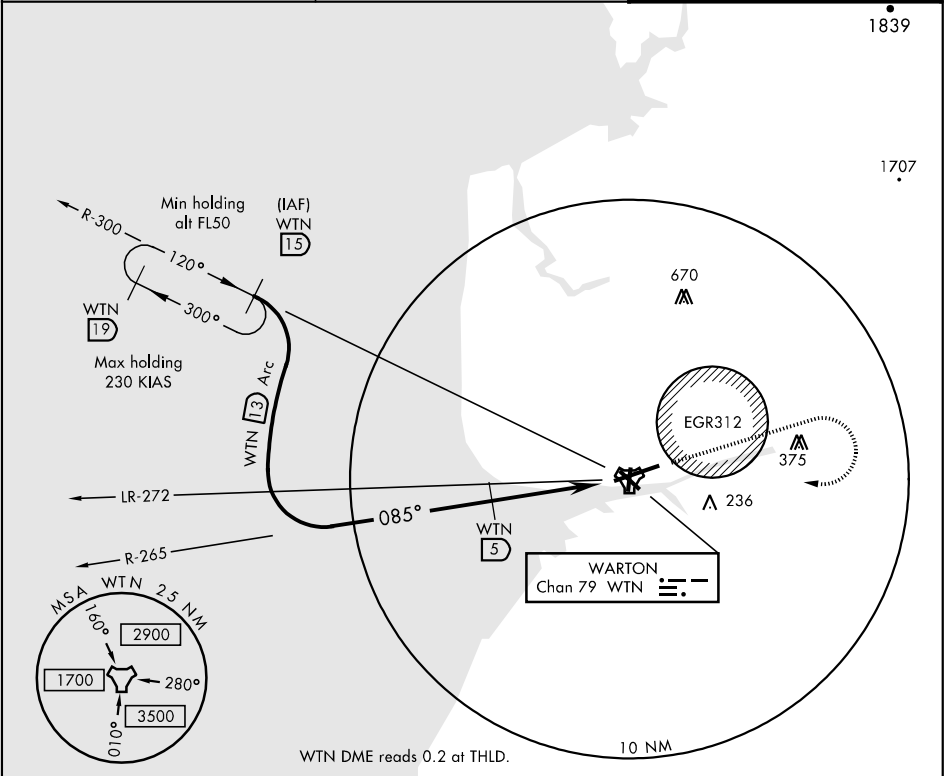 1839
1707
Min holding
alt FL50
(IAF)
WTN
15
R-300
120°
300°
WTN
19
Max holding
230 KIAS
670
EGR312
375
236
WTN 13 Arc
LR-272
085°
WTN
5
R-265
WARTON
Chan 79 WTN
MSA WTN 25 NM
160°
2900
1700
280°
3500
010°
10 NM
WTN DME reads 0.2 at THLD.